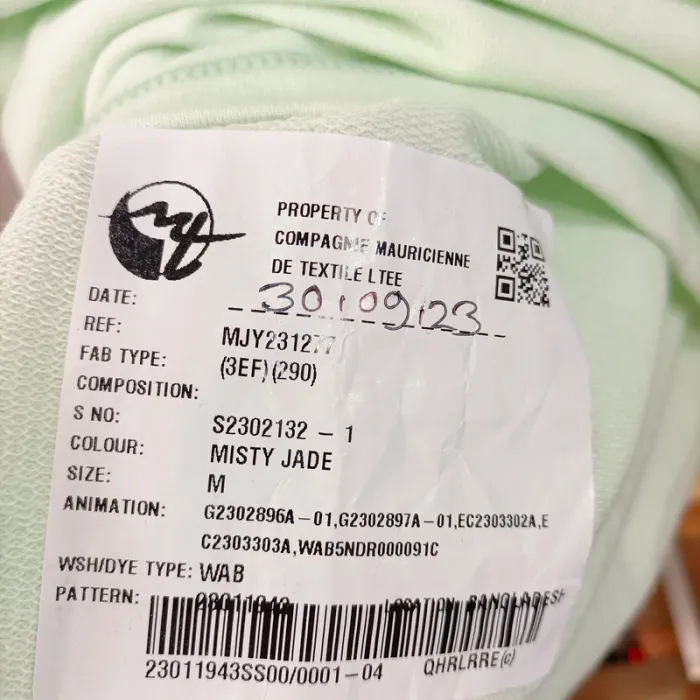 PROPERTY OF
COMPAGNIE MAURICIENNE
DE TEXTILE LTEE
DATE: 30.09.23
REF: MJY231277
FAB TYPE: (3EF)(290)
COMPOSITION:
S NO: S2302132 - 1
COLOUR: MISTY JADE
SIZE: M
ANIMATION: G2302896A-01,G2302897A-01,EC2303302A,E
C2303303A,WAB5NDR000091C
WSH/DYE TYPE: WAB
PATTERN: LOCATION BANGLADESH
23011943SS00/0001-04 QHRLRRE(c)